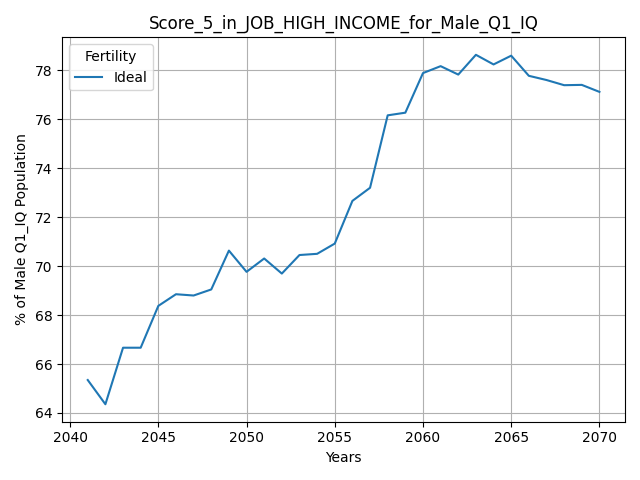 Score_5_in_JOB_HIGH_INCOME_for_Male_Q1_IQ
Fertility
Ideal
% of Male Q1_IQ Population
78
76
74
72
70
68
66
64
2040 2045 2050 2055 2060 2065 2070
Years